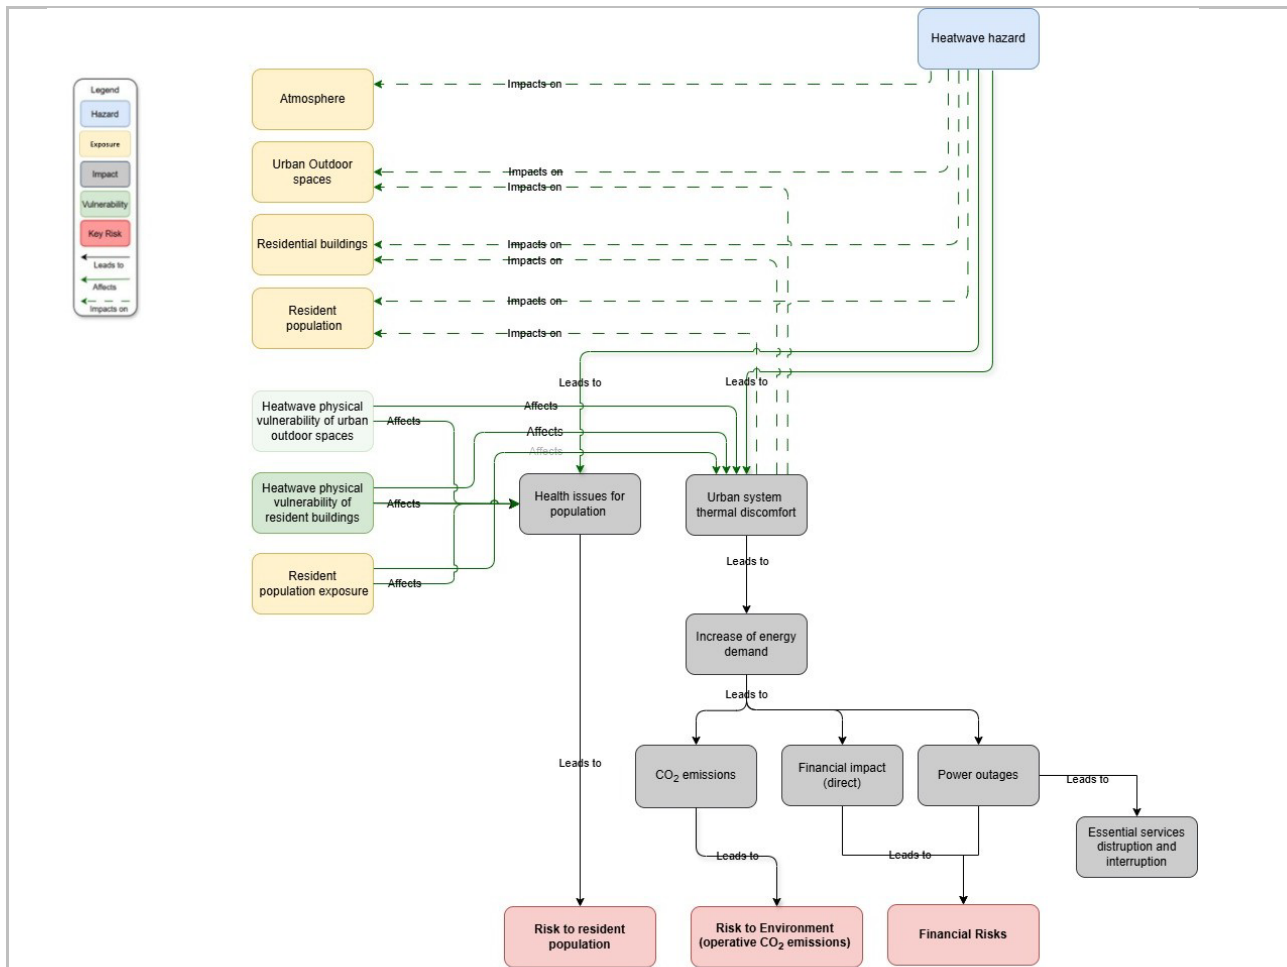 Heatwave hazard
Legend
Hazard
Exposure
Impact
Vulnerability
Key Risk
Leads to
Affects
Impacts on
Atmosphere
Impacts on
Urban Outdoor
spaces
Impacts on
Impacts on
Residential buildings
Impacts on
Impacts on
Resident
population
Impacts on
Impacts on
Leads to
Leads to
Heatwave physical
vulnerability of urban
outdoor spaces
Affects
Affects
Affects
Affects
Heatwave physical
vulnerability of
resident buildings
Affects
Health issues for
population
Urban system
thermal discomfort
Resident
population exposure
Affects
Leads to
Increase of energy
demand
Leads to
Leads to
CO2 emissions
Financial impact
(direct)
Power outages
Leads to
Essential services
distruption and
interruption
Leads to
Leads to
Risk to resident
population
Risk to Environment
(operative CO2 emissions)
Financial Risks